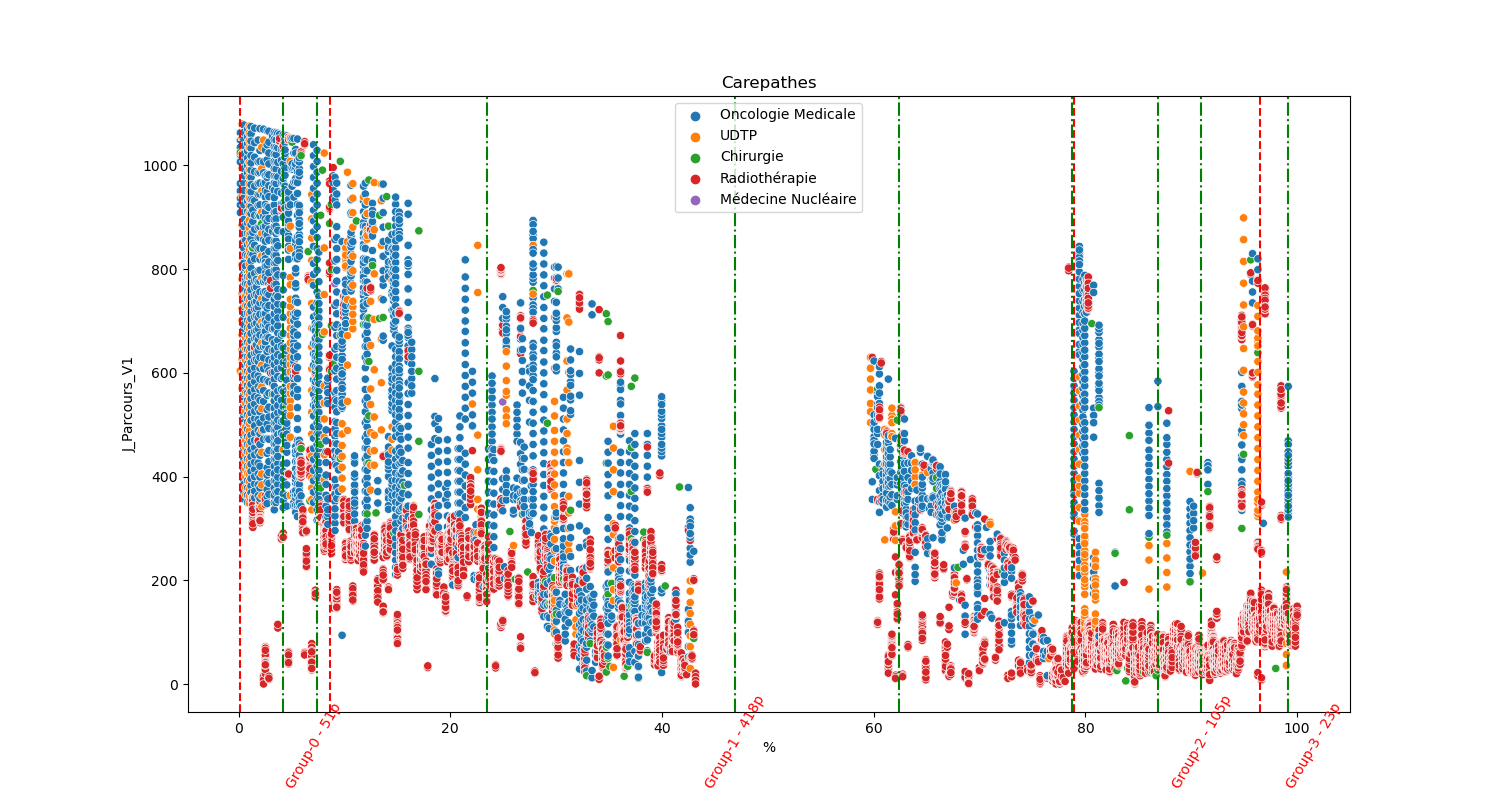 Carepathes
Oncologie Medicale
UDTP
Chirurgie
Radiothérapie
Médecine Nucléaire
J_Parcours_V1
1000
800
600
400
200
0
0
20
40
60
80
100
%
Group-0 - 51p
Group-1 - 418p
Group-2 - 105p
Group-3 - 23p